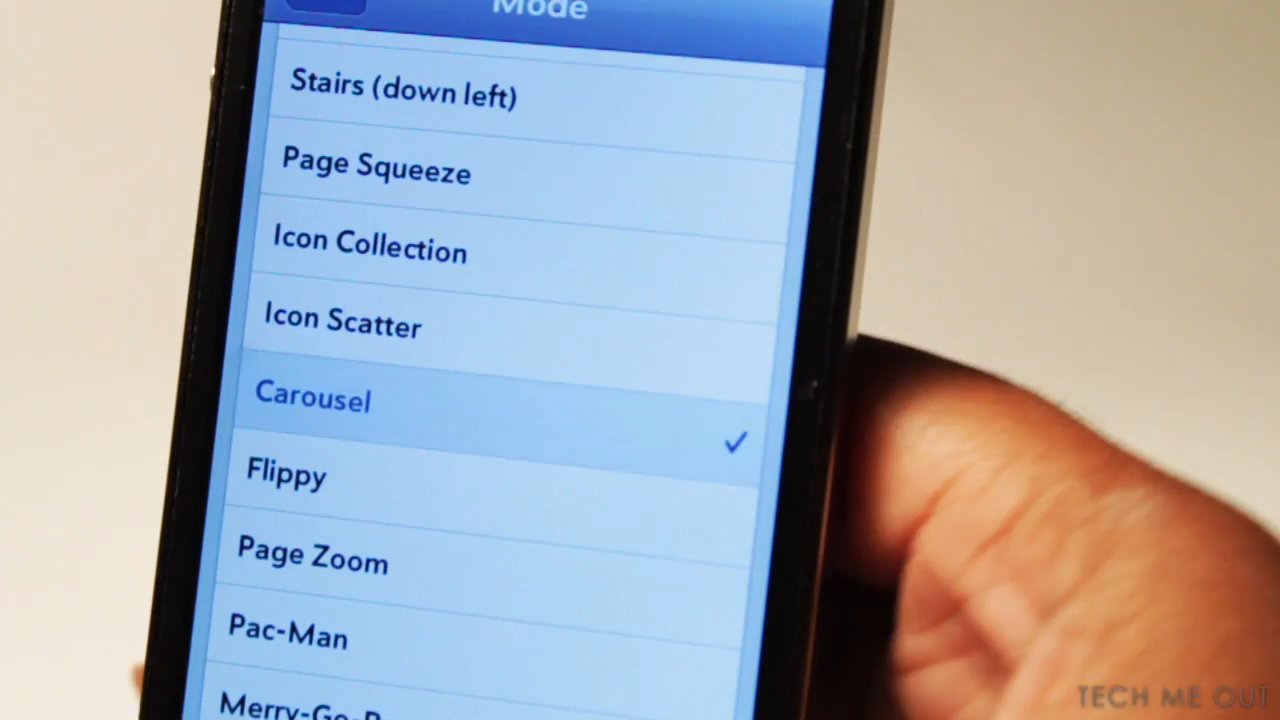 Mode
Stairs (down left)
Page Squeeze
Icon Collection
Icon Scatter
Carousel
Flippy
Page Zoom
Pac-Man
TECH ME OUT